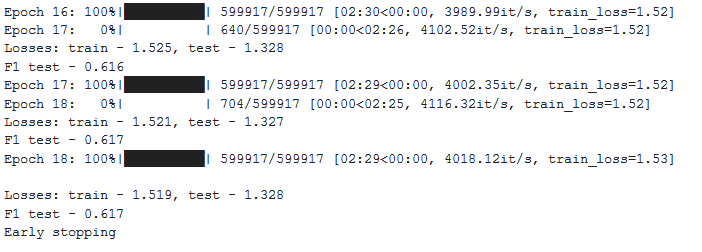 Epoch 16: 100%|██████████| 599917/599917 [02:30<00:00, 3989.99it/s, train_loss=1.52]
Epoch 17:   0%|          | 640/599917 [00:00<02:26, 4102.52it/s, train_loss=1.52]
Losses: train - 1.525, test - 1.328
F1 test - 0.616
Epoch 17: 100%|██████████| 599917/599917 [02:29<00:00, 4002.35it/s, train_loss=1.52]
Epoch 18:   0%|          | 704/599917 [00:00<02:25, 4116.32it/s, train_loss=1.52]
Losses: train - 1.521, test - 1.327
F1 test - 0.617
Epoch 18: 100%|██████████| 599917/599917 [02:29<00:00, 4018.12it/s, train_loss=1.53]
Losses: train - 1.519, test - 1.328
F1 test - 0.617
Early stopping